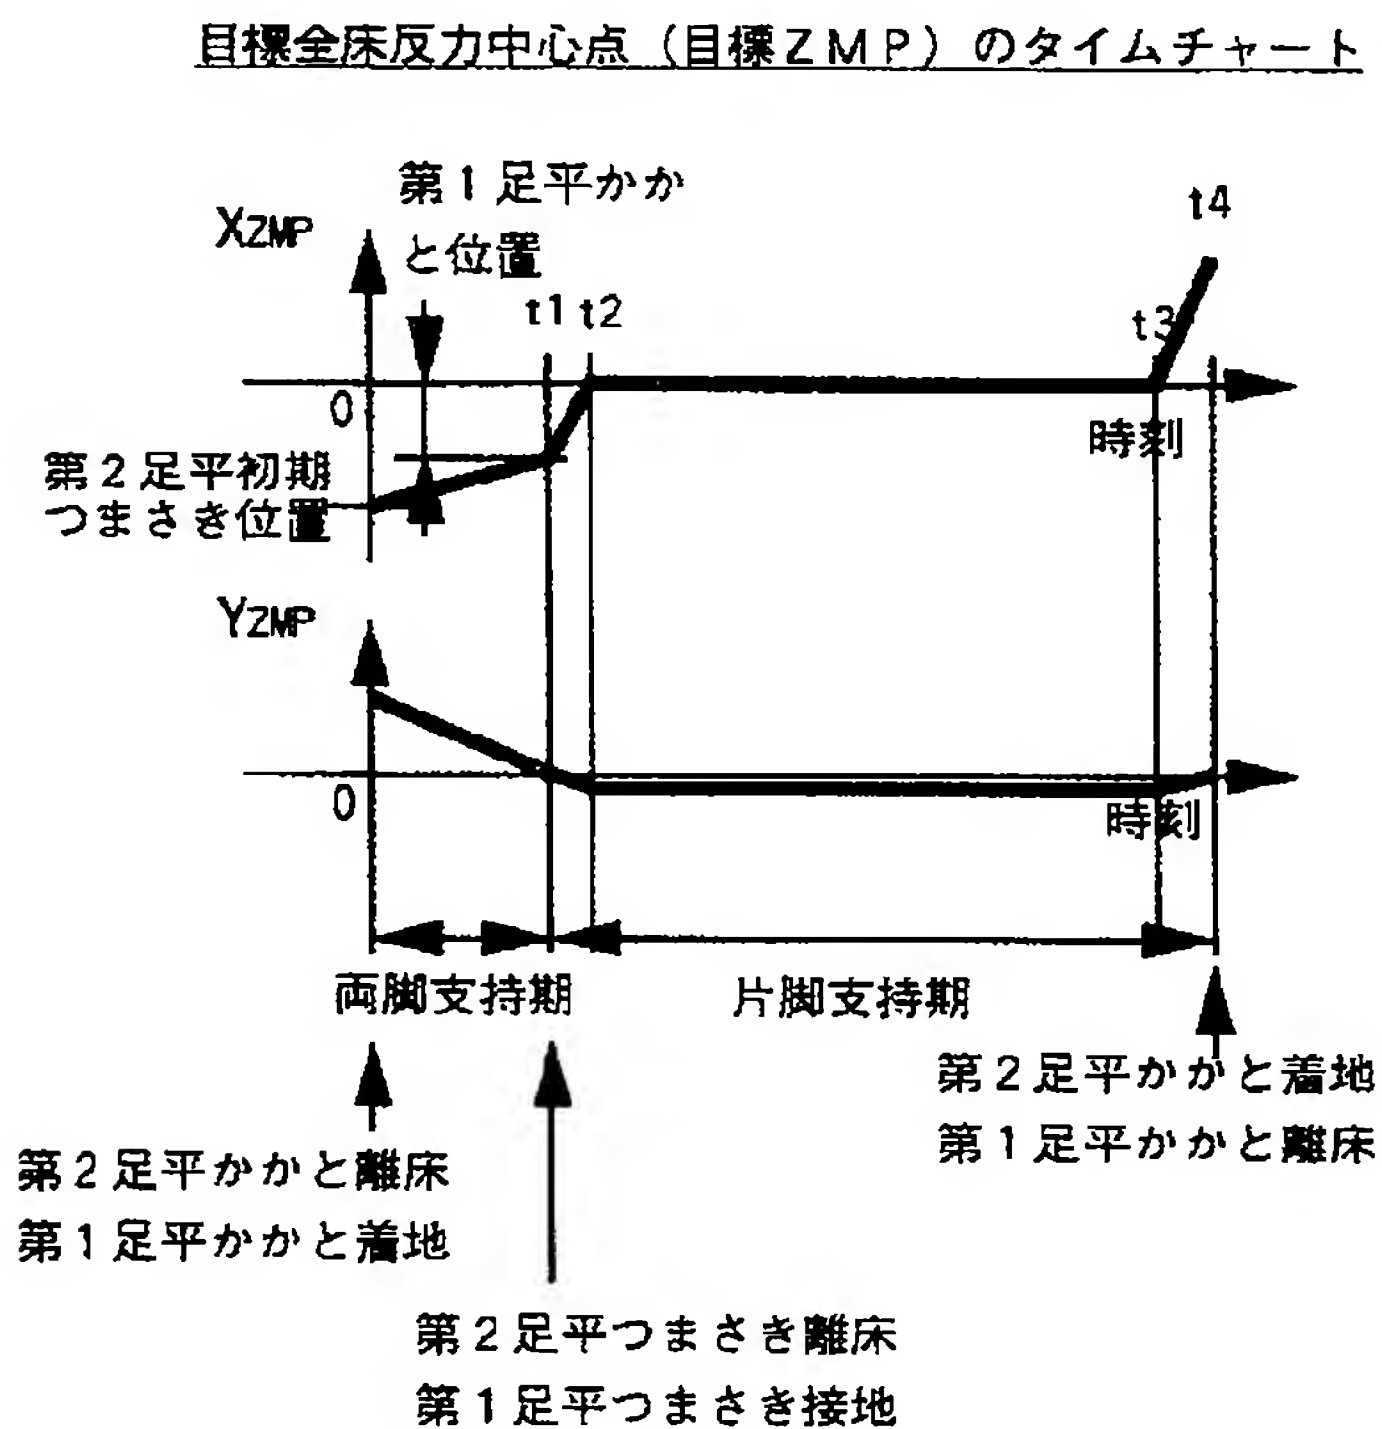 目標全床反力中心点（目標ＺＭＰ）のタイムチャート
第１足平かか
と位置
XZMP
t4
t1 t2
t3
0
時刻
第２足平初期
つまさき位置
YZMP
0
時刻
両脚支持期
片脚支持期
第２足平かかと着地
第１足平かかと離床
第２足平かかと離床
第１足平かかと着地
第２足平つまさき離床
第１足平つまさき接地